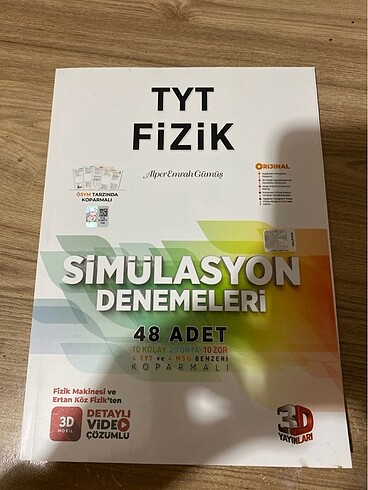 TYT
FİZİK
Alper Emrah Gümüş
ÖSYM TARZINDA
KOPARMALI
ORİJİNAL
SİMÜLASYON
DENEMELERİ
48 ADET
10 KOLAY 20 ORTA 10 ZOR
4 TYT ve 4 MSÜ BENZERİ
KOPARMALI
Fizik Makinesi ve
Ertan Köz Fizik'ten
3D
MOBİL
DETAYLI
VİDEO
ÇÖZÜMLÜ
3D
YAYINLARI